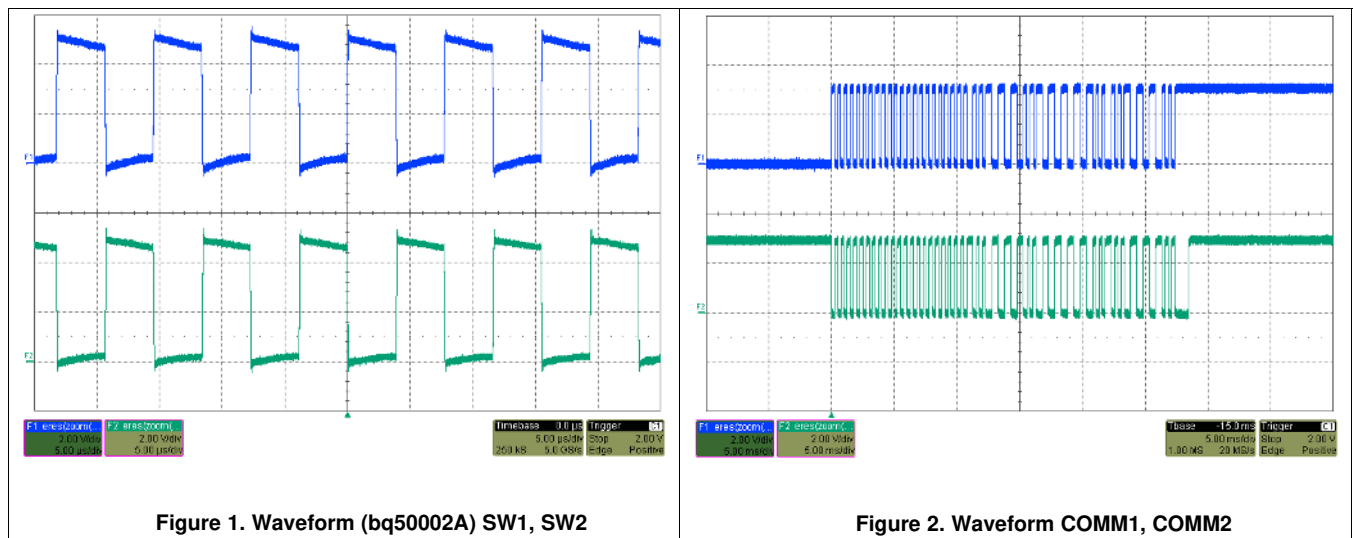 F1
F2
F1 eres(zoom(...
2.00 V/div
5.00 µs/div
F2 eres(zoom(...
2.00 V/div
5.00 µs/div
Timebase 0.0 µs
5.00 µs/div
250 kS 5.0 GS/s
Trigger C1
Stop 2.00 V
Edge Positive
Figure 1. Waveform (bq50002A) SW1, SW2
F1
F2
F1 eres(zoom(...
2.00 V/div
5.00 ms/div
F2 eres(zoom(...
2.00 V/div
5.00 ms/div
Tbase -15.0 ms
5.00 ms/div
1.00 MS 20 MS/s
Trigger C1
Stop 2.00 V
Edge Positive
Figure 2. Waveform COMM1, COMM2